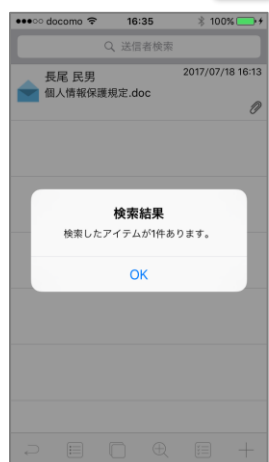 docomo 16:35 100%
送信者検索
長尾 民男 2017/07/18 16:13
個人情報保護規定.doc
検索結果
検索したアイテムが1件あります。
OK